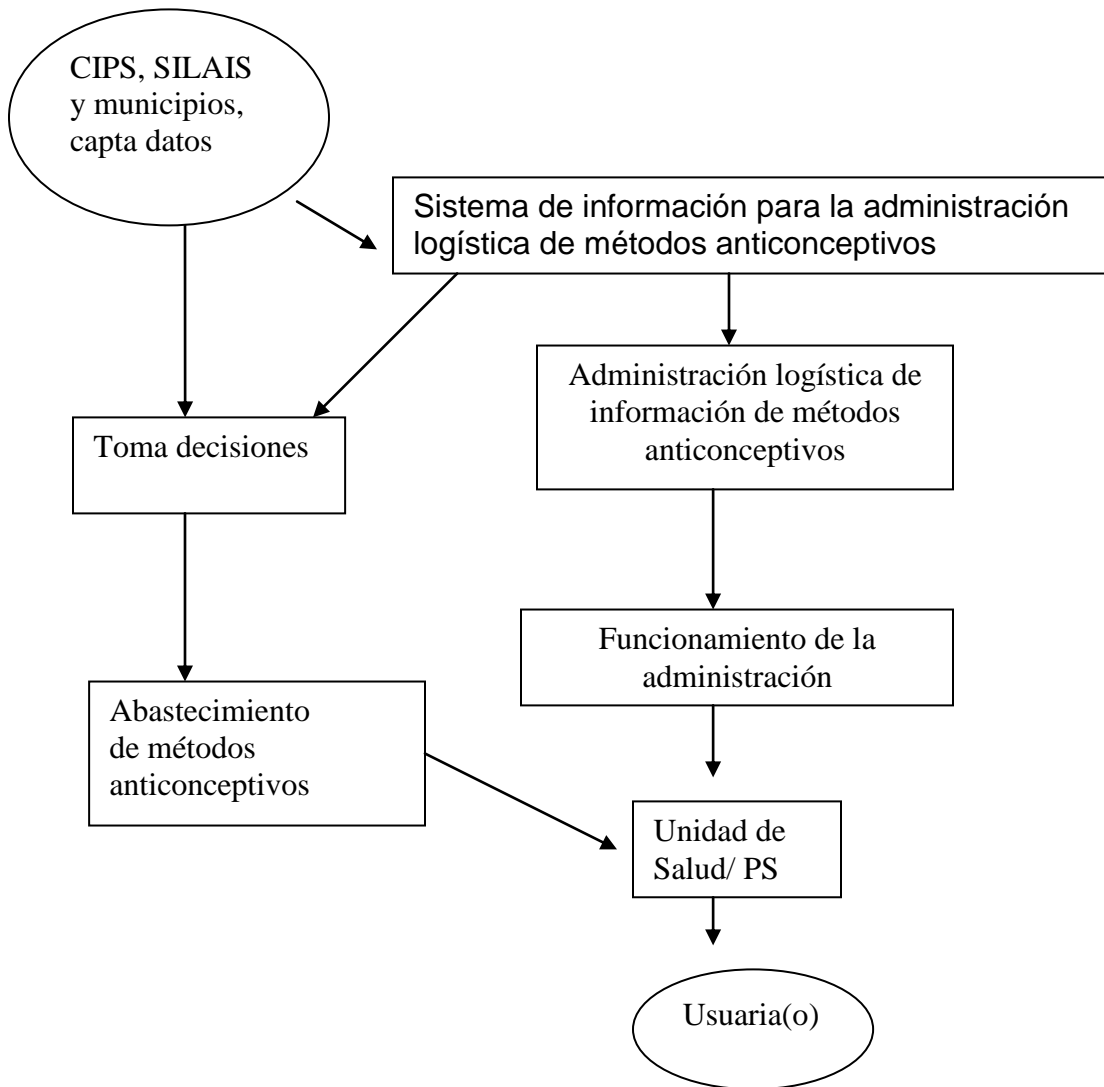 CIPS, SILAIS
y municipios,
capta datos
Sistema de información para la administración
logística de métodos anticonceptivos
Administración logística de
información de métodos
anticonceptivos
Toma decisiones
Funcionamiento de la
administración
Abastecimiento
de métodos
anticonceptivos
Unidad de
Salud/ PS
Usuaria(o)